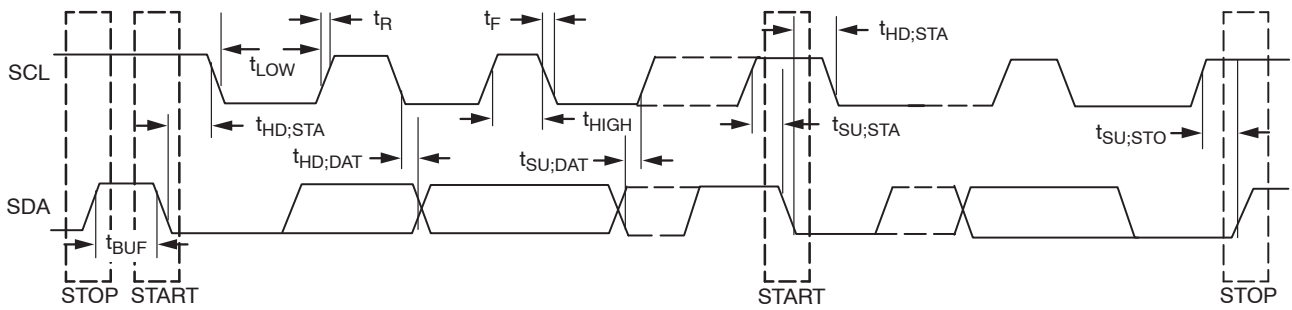 tR
tF
tHD;STA
SCL
tLOW
tHD;STA
tHIGH
tSU;STA
tSU;STO
tHD;DAT
tSU;DAT
SDA
tBUF
STOP
START
START
STOP